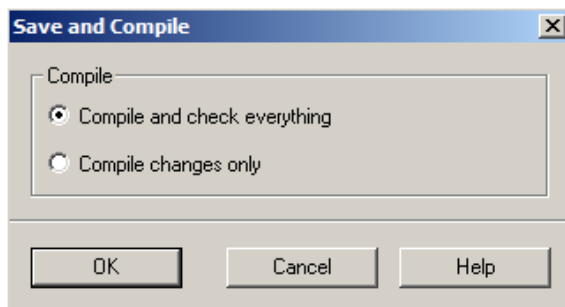 Save and Compile
Compile
Compile and check everything
Compile changes only
OK Cancel Help